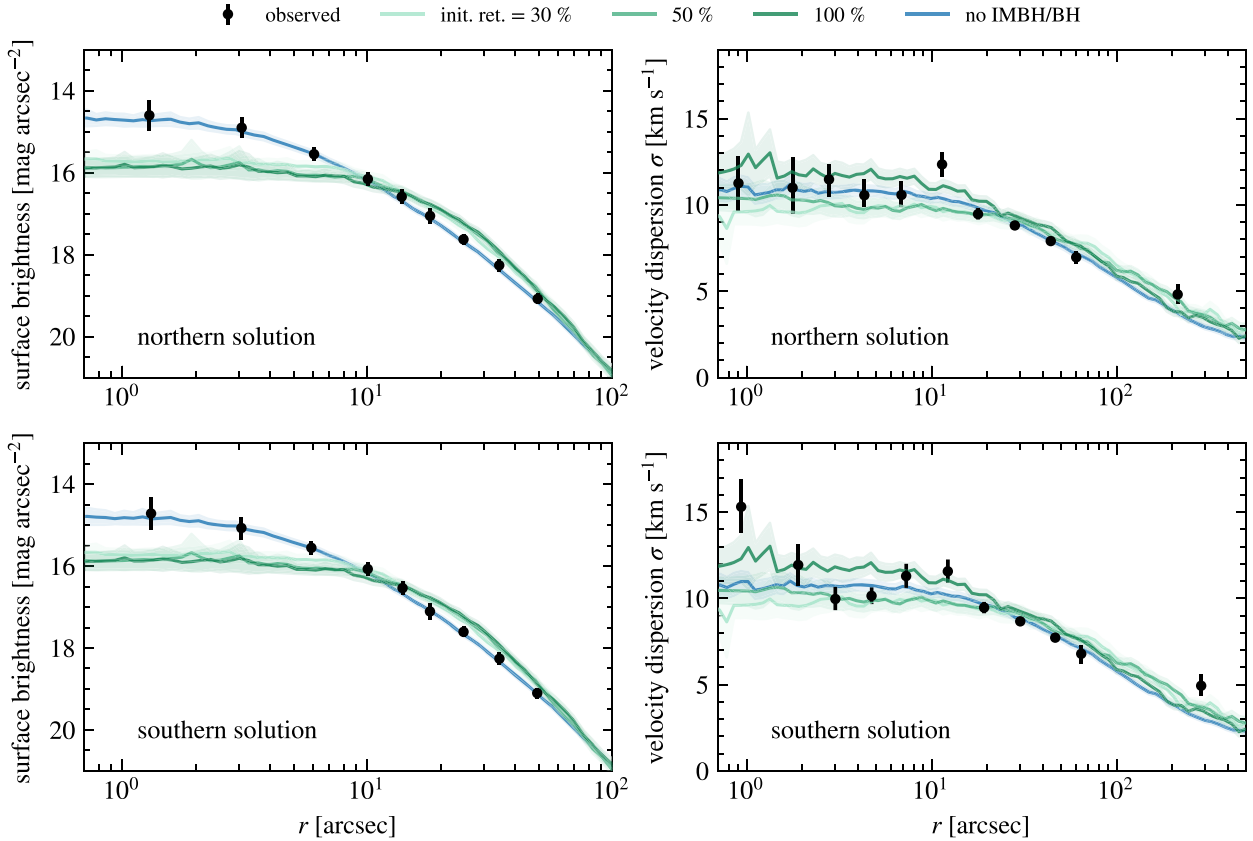 observed init. ret. = 30 % 50 % 100 % no IMBH/BH
surface brightness [mag arcsec⁻²]
14
16
18
20
northern solution
10⁰ 10¹ 10²
velocity dispersion σ [km s⁻¹]
15
10
5
0
northern solution
10⁰ 10¹ 10²
surface brightness [mag arcsec⁻²]
14
16
18
20
southern solution
10⁰ 10¹ 10²
r [arcsec]
velocity dispersion σ [km s⁻¹]
15
10
5
0
southern solution
10⁰ 10¹ 10²
r [arcsec]